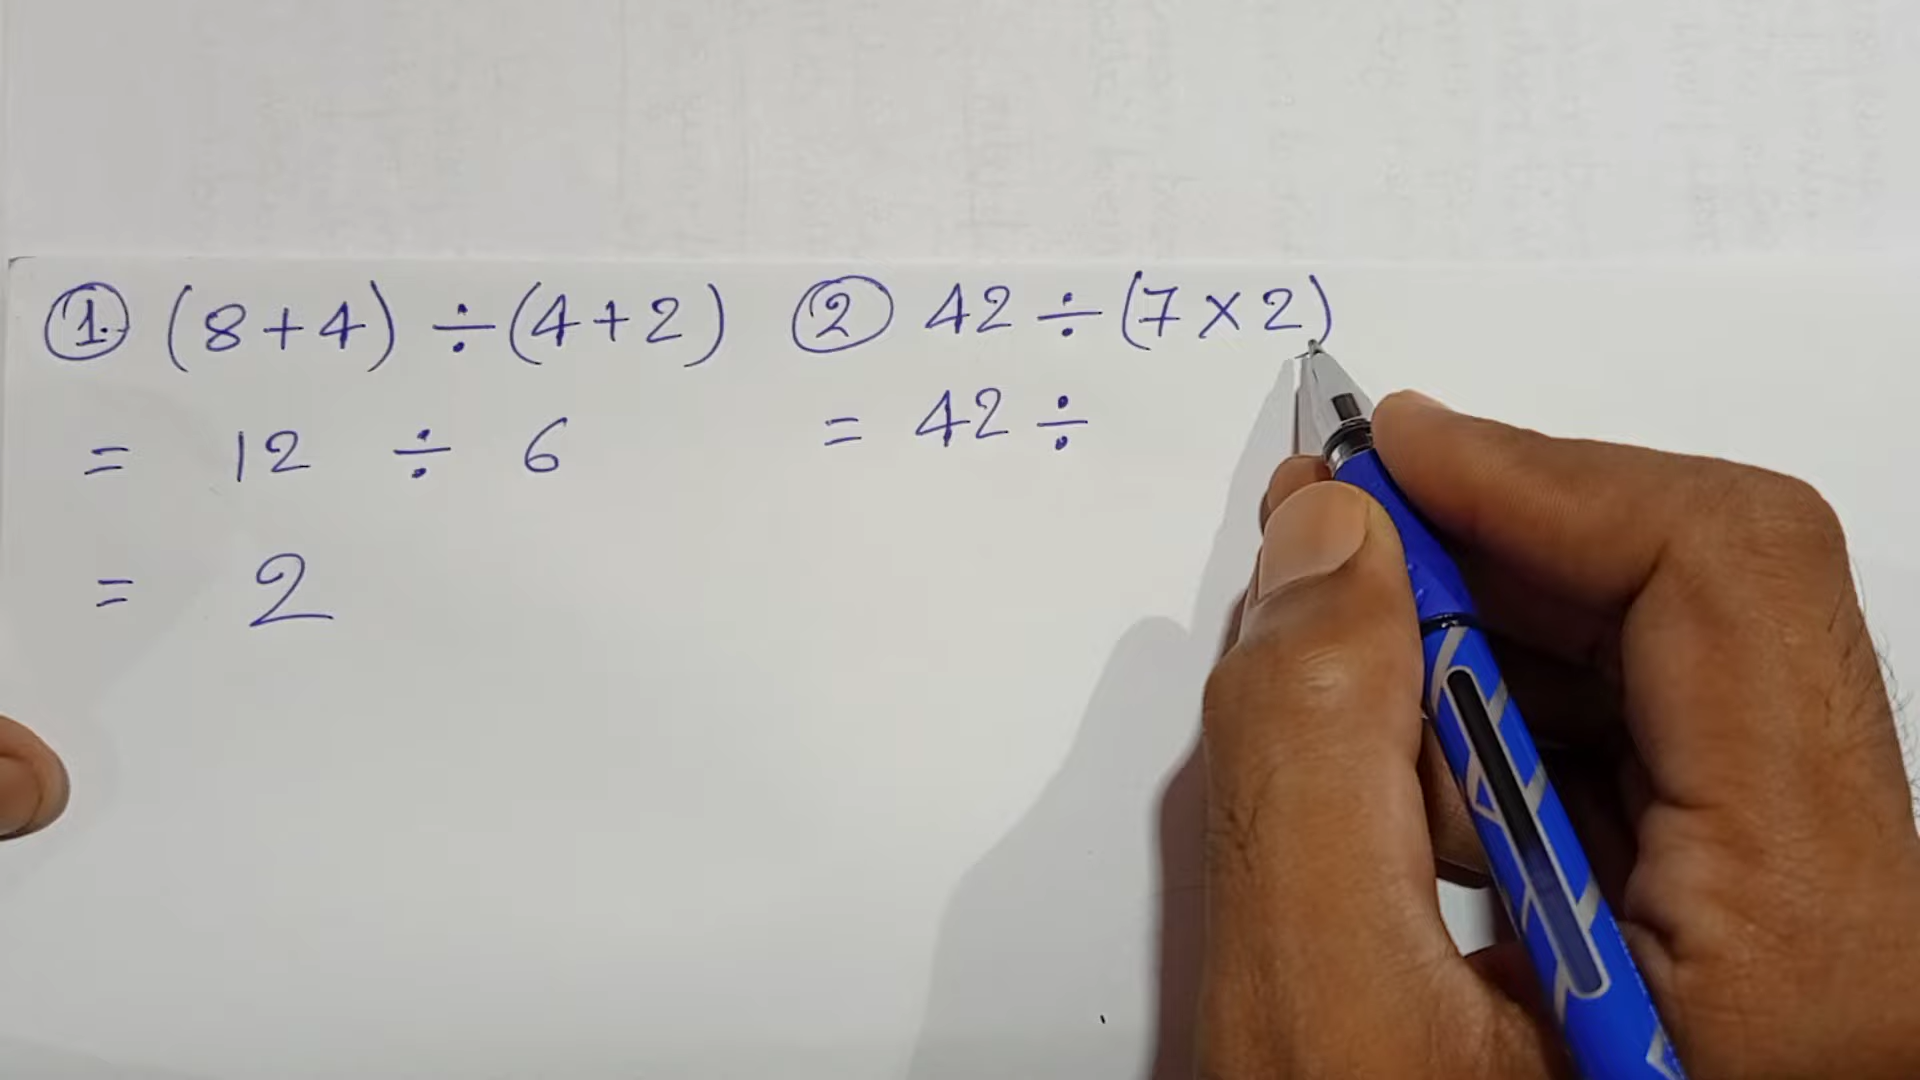 ① (8+4) ÷ (4+2)
= 12 ÷ 6
= 2
② 42 ÷ (7×2)
= 42 ÷